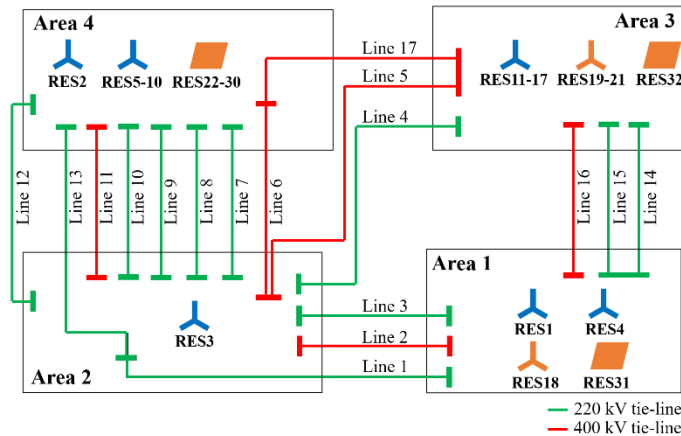 Area 4
RES2
RES5-10
RES22-30
Line 17
Line 5
Line 4
Area 3
RES11-17
RES19-21
RES32
Line 12
Line 13
Line 11
Line 10
Line 9
Line 8
Line 7
Line 6
Line 16
Line 15
Line 14
Area 2
RES3
Line 3
Line 2
Line 1
Area 1
RES1
RES4
RES18
RES31
220 kV tie-line
400 kV tie-line